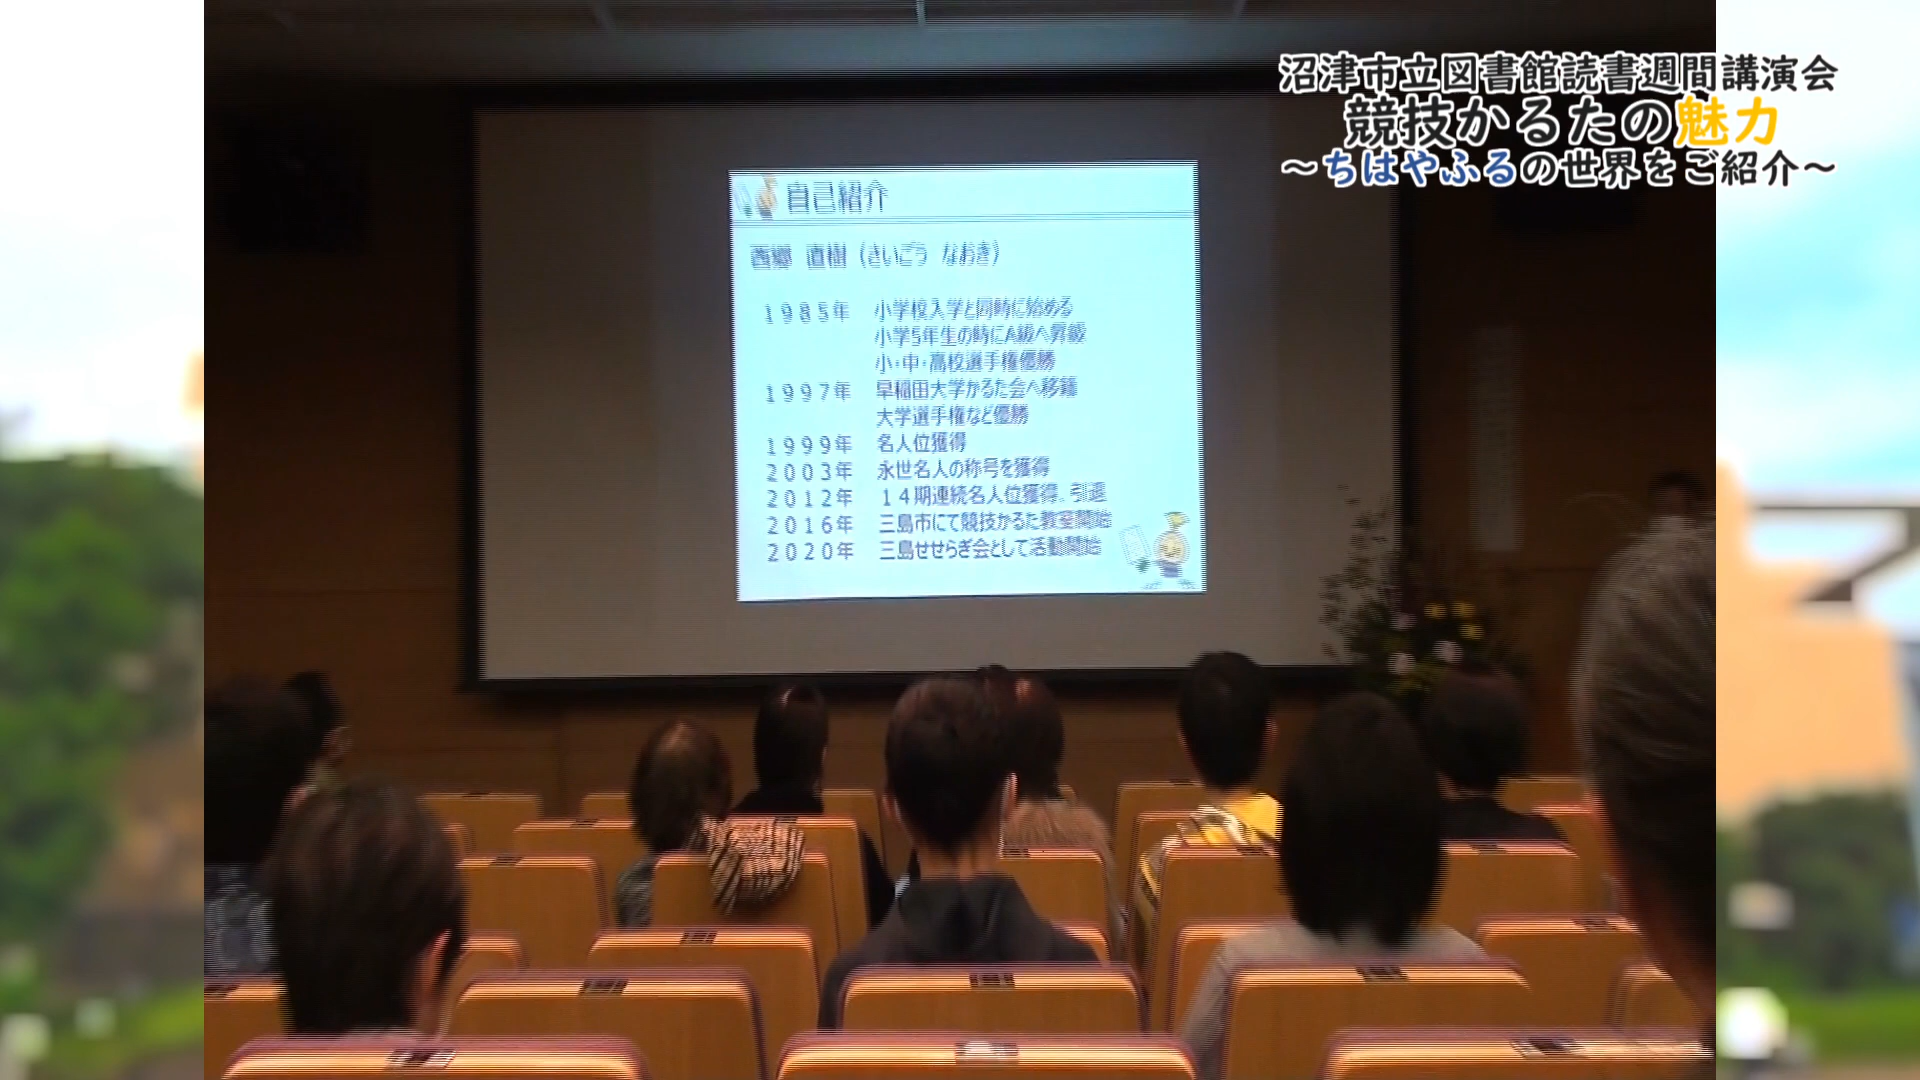 沼津市立図書館読書週間講演会
競技かるたの魅力
～ちはやふるの世界をご紹介～
自己紹介
西郷 直樹（さいごう なおき）
1985年 小学校入学と同時に始める
小学5年生の時にA級へ昇級
小・中・高校選手権優勝
1997年 早稲田大学かるた会へ移籍
大学選手権など優勝
1999年 名人位獲得
2003年 永世名人の称号を獲得
2012年 14期連続名人位獲得、引退
2016年 三島市にて競技かるた教室開始
2020年 三島せせらぎ会として活動開始